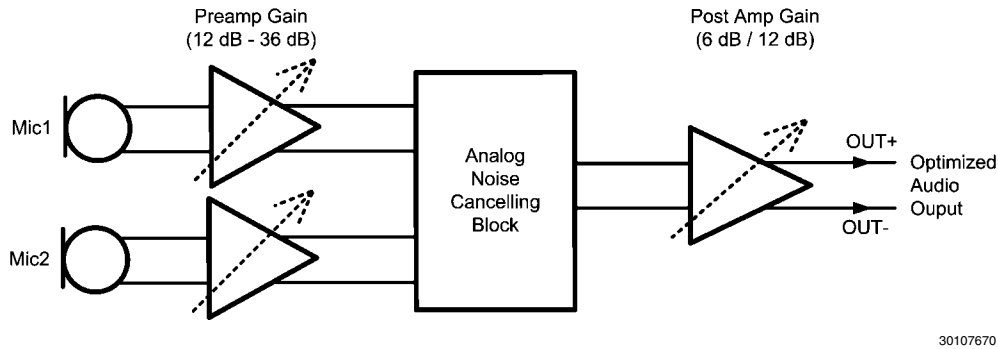 Preamp Gain
(12 dB - 36 dB)
Post Amp Gain
(6 dB / 12 dB)
Mic1
Mic2
Analog
Noise
Cancelling
Block
OUT+
OUT-
Optimized
Audio
Ouput
30107670